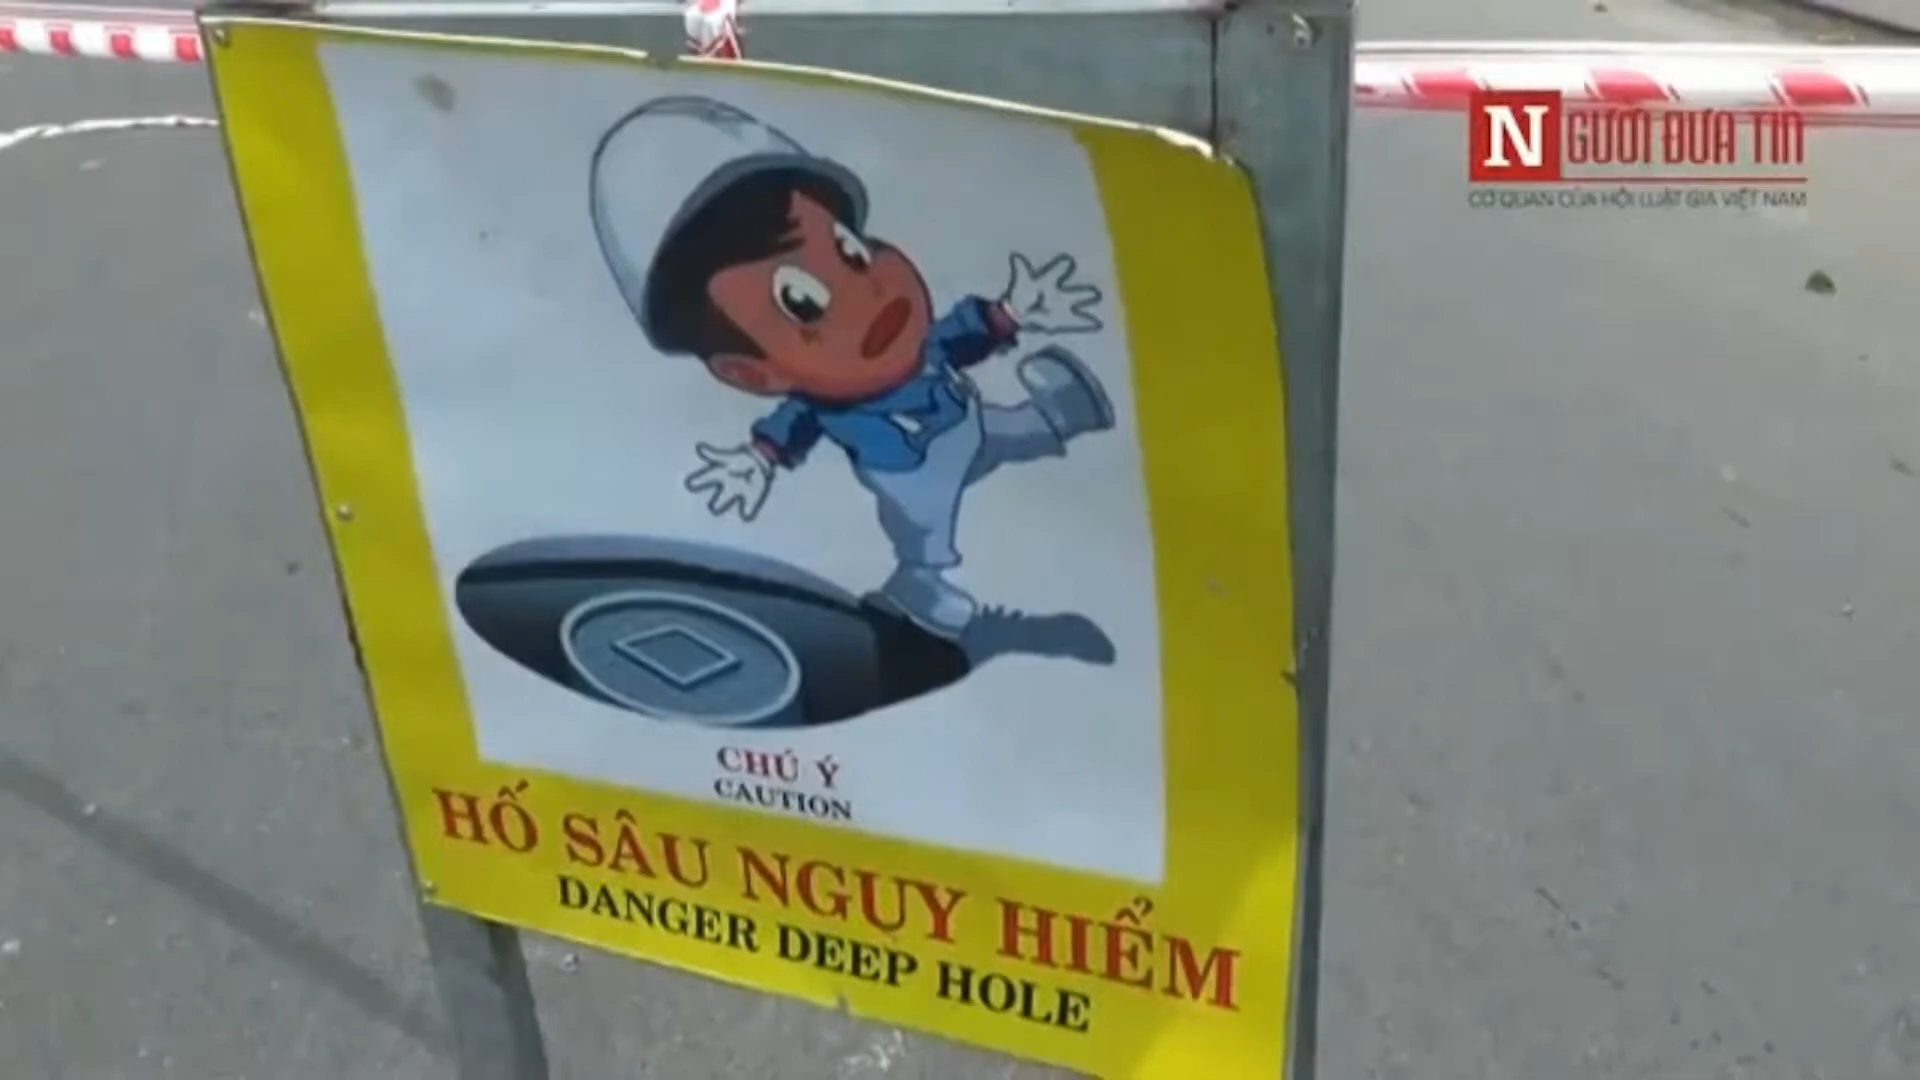 NGƯỜI ĐƯA TIN
CƠ QUAN CỦA HỘI LUẬT GIA VIỆT NAM
CHÚ Ý
CAUTION
HỐ SÂU NGUY HIỂM
DANGER DEEP HOLE